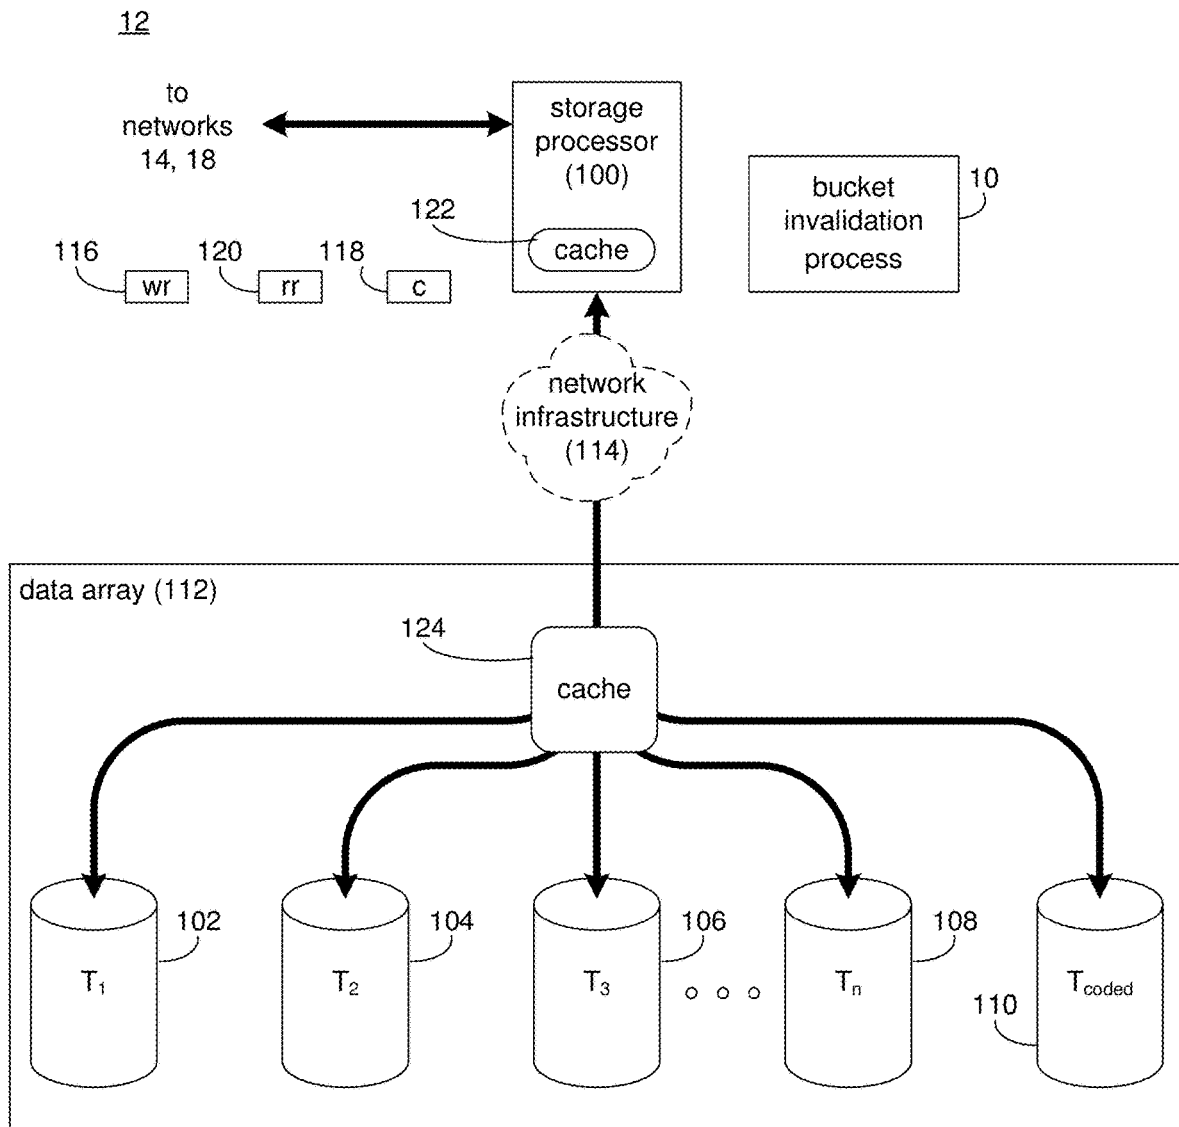 12
to
networks
14, 18
storage
processor
(100)
122
cache
bucket
invalidation
process
10
116
wr
120
rr
118
c
network
infrastructure
(114)
data array (112)
124
cache
102
T1
104
T2
106
T3
108
Tn
110
Tcoded